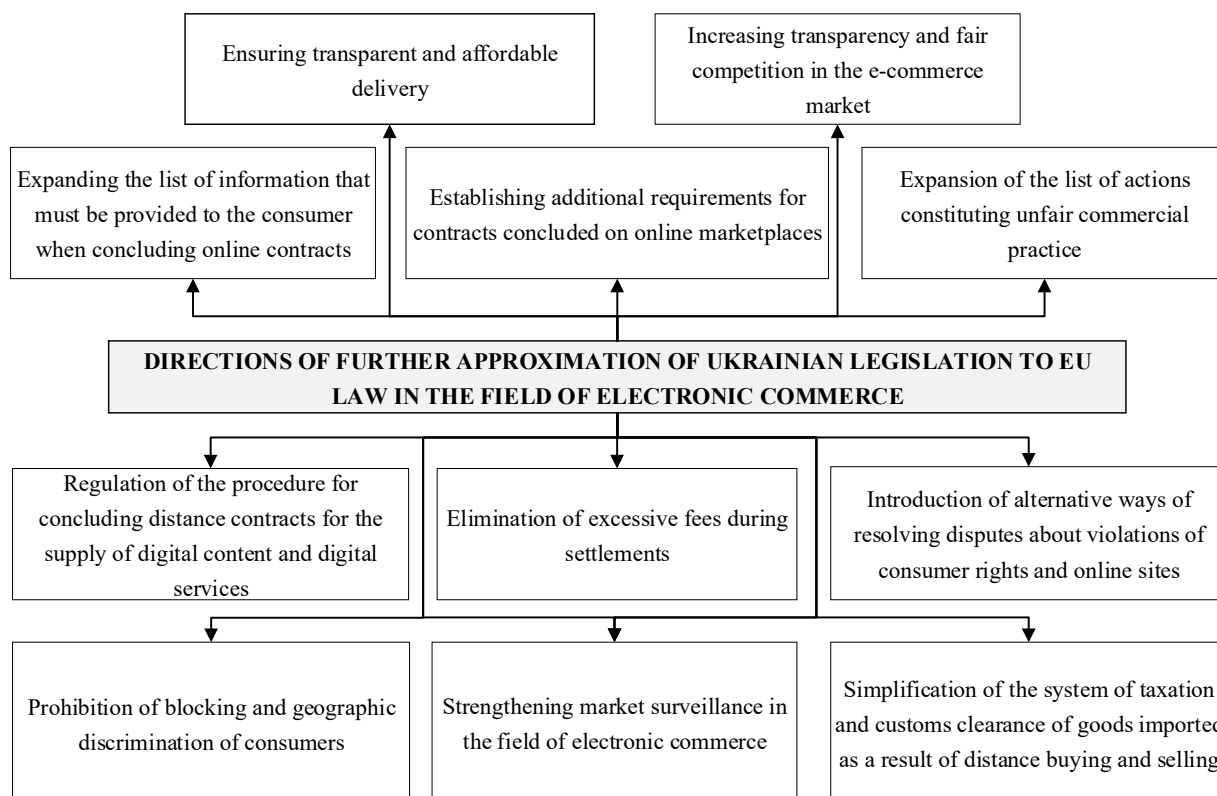 Ensuring transparent and affordable
delivery
Increasing transparency and fair
competition in the e-commerce
market
Expanding the list of information that
must be provided to the consumer
when concluding online contracts
Establishing additional requirements for
contracts concluded on online marketplaces
Expansion of the list of actions
constituting unfair commercial
practice
DIRECTIONS OF FURTHER APPROXIMATION OF UKRAINIAN LEGISLATION TO EU
LAW IN THE FIELD OF ELECTRONIC COMMERCE
Regulation of the procedure for
concluding distance contracts for the
supply of digital content and digital
services
Elimination of excessive fees during
settlements
Introduction of alternative ways of
resolving disputes about violations of
consumer rights and online sites
Prohibition of blocking and geographic
discrimination of consumers
Strengthening market surveillance in
the field of electronic commerce
Simplification of the system of taxation
and customs clearance of goods imported
as a result of distance buying and selling